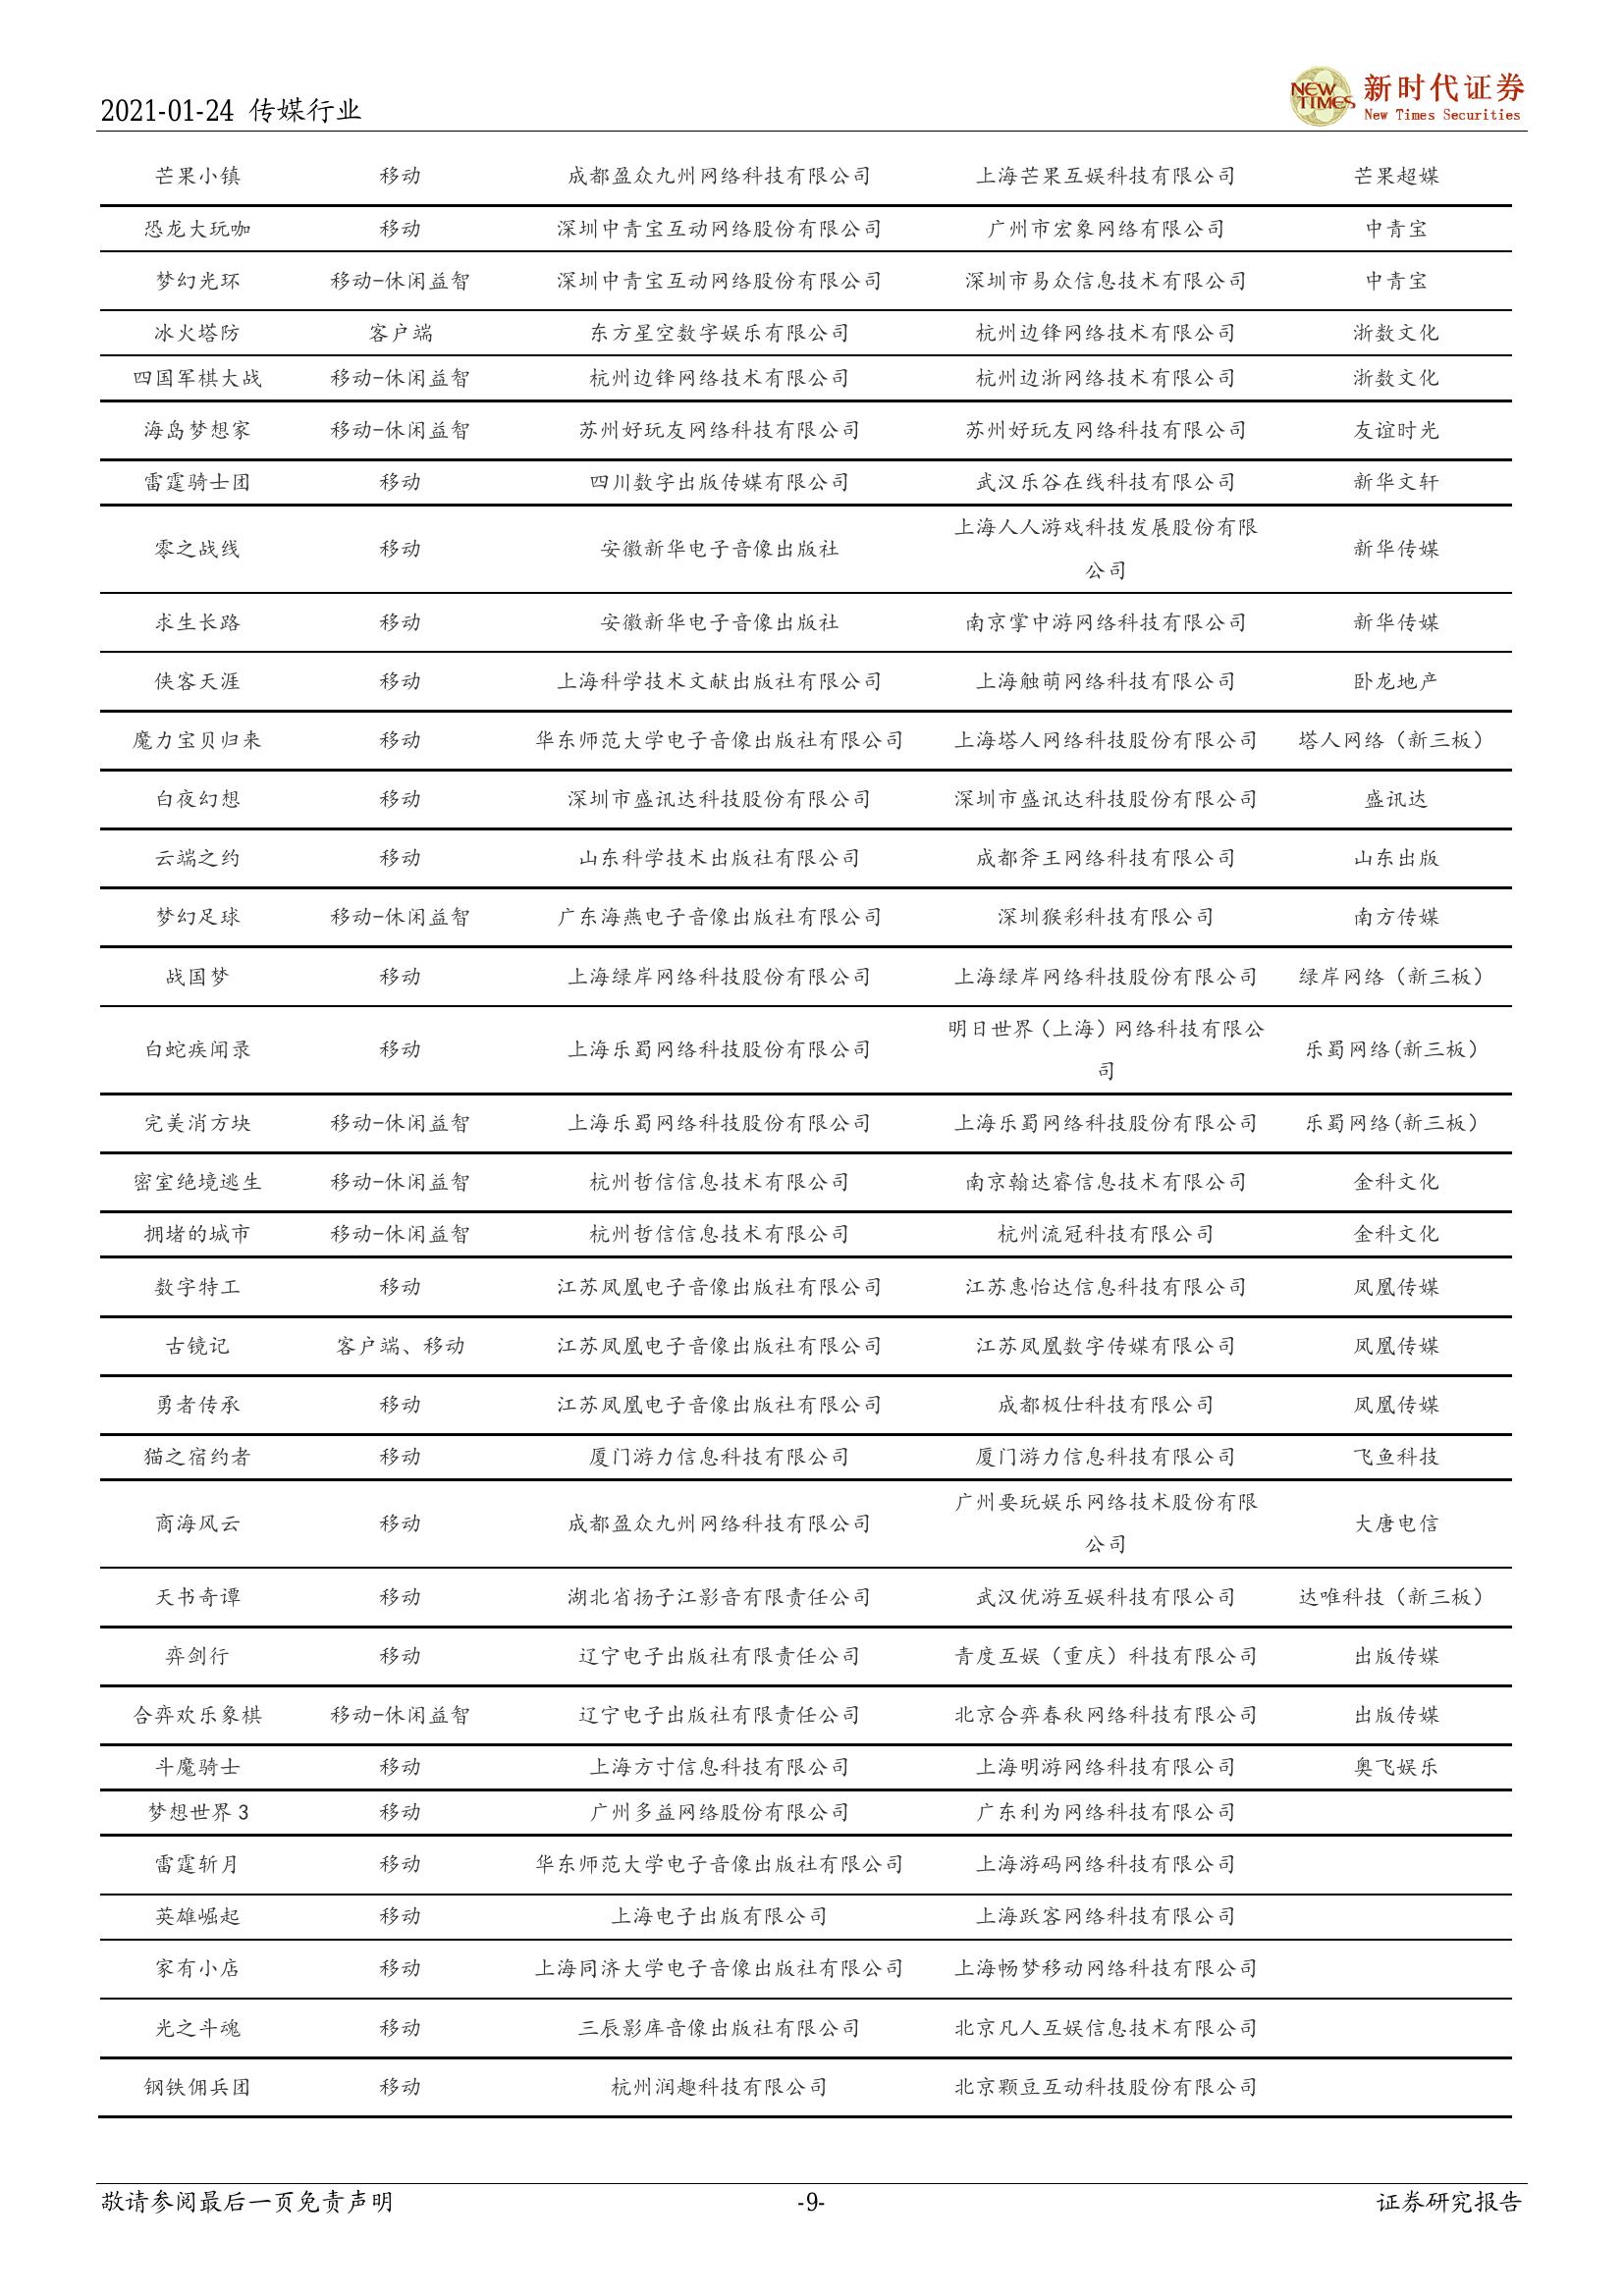 2021-01-24 传媒行业
NEW TIMES
新时代证券
New Times Securities
芒果小镇 移动 成都盈众九州网络科技有限公司 上海芒果互娱科技有限公司 芒果超媒
恐龙大玩咖 移动 深圳中青宝互动网络股份有限公司 广州市宏象网络有限公司 中青宝
梦幻光环 移动-休闲益智 深圳中青宝互动网络股份有限公司 深圳市易众信息技术有限公司 中青宝
冰火塔防 客户端 东方星空数字娱乐有限公司 杭州边锋网络技术有限公司 浙数文化
四国军棋大战 移动-休闲益智 杭州边锋网络技术有限公司 杭州边浙网络技术有限公司 浙数文化
海岛梦想家 移动-休闲益智 苏州好玩友网络科技有限公司 苏州好玩友网络科技有限公司 友谊时光
雷霆骑士团 移动 四川数字出版传媒有限公司 武汉乐谷在线科技有限公司 新华文轩
零之战线 移动 安徽新华电子音像出版社 上海人人游戏科技发展股份有限
公司 新华传媒
求生长路 移动 安徽新华电子音像出版社 南京掌中游网络科技有限公司 新华传媒
侠客天涯 移动 上海科学技术文献出版社有限公司 上海触萌网络科技有限公司 卧龙地产
魔力宝贝归来 移动 华东师范大学电子音像出版社有限公司 上海塔人网络科技股份有限公司 塔人网络（新三板）
白夜幻想 移动 深圳市盛讯达科技股份有限公司 深圳市盛讯达科技股份有限公司 盛讯达
云端之约 移动 山东科学技术出版社有限公司 成都斧王网络科技有限公司 山东出版
梦幻足球 移动-休闲益智 广东海燕电子音像出版社有限公司 深圳猴彩科技有限公司 南方传媒
战国梦 移动 上海绿岸网络科技股份有限公司 上海绿岸网络科技股份有限公司 绿岸网络（新三板）
白蛇疾闻录 移动 上海乐蜀网络科技股份有限公司 明日世界（上海）网络科技有限公
司 乐蜀网络(新三板）
完美消方块 移动-休闲益智 上海乐蜀网络科技股份有限公司 上海乐蜀网络科技股份有限公司 乐蜀网络(新三板）
密室绝境逃生 移动-休闲益智 杭州哲信信息技术有限公司 南京翰达睿信息技术有限公司 金科文化
拥堵的城市 移动-休闲益智 杭州哲信信息技术有限公司 杭州流冠科技有限公司 金科文化
数字特工 移动 江苏凤凰电子音像出版社有限公司 江苏惠怡达信息科技有限公司 凤凰传媒
古镜记 客户端、移动 江苏凤凰电子音像出版社有限公司 江苏凤凰数字传媒有限公司 凤凰传媒
勇者传承 移动 江苏凤凰电子音像出版社有限公司 成都极仕科技有限公司 凤凰传媒
猫之宿约者 移动 厦门游力信息科技有限公司 厦门游力信息科技有限公司 飞鱼科技
商海风云 移动 成都盈众九州网络科技有限公司 广州要玩娱乐网络技术股份有限
公司 大唐电信
天书奇谭 移动 湖北省扬子江影音有限责任公司 武汉优游互娱科技有限公司 达唯科技（新三板）
弈剑行 移动 辽宁电子出版社有限责任公司 青度互娱（重庆）科技有限公司 出版传媒
合弈欢乐象棋 移动-休闲益智 辽宁电子出版社有限责任公司 北京合弈春秋网络科技有限公司 出版传媒
斗魔骑士 移动 上海方寸信息科技有限公司 上海明游网络科技有限公司 奥飞娱乐
梦想世界 3 移动 广州多益网络股份有限公司 广东利为网络科技有限公司
雷霆斩月 移动 华东师范大学电子音像出版社有限公司 上海游码网络科技有限公司
英雄崛起 移动 上海电子出版有限公司 上海跃客网络科技有限公司
家有小店 移动 上海同济大学电子音像出版社有限公司 上海畅梦移动网络科技有限公司
光之斗魂 移动 三辰影库音像出版社有限公司 北京凡人互娱信息技术有限公司
钢铁佣兵团 移动 杭州润趣科技有限公司 北京颗豆互动科技股份有限公司
敬请参阅最后一页免责声明 -9- 证券研究报告